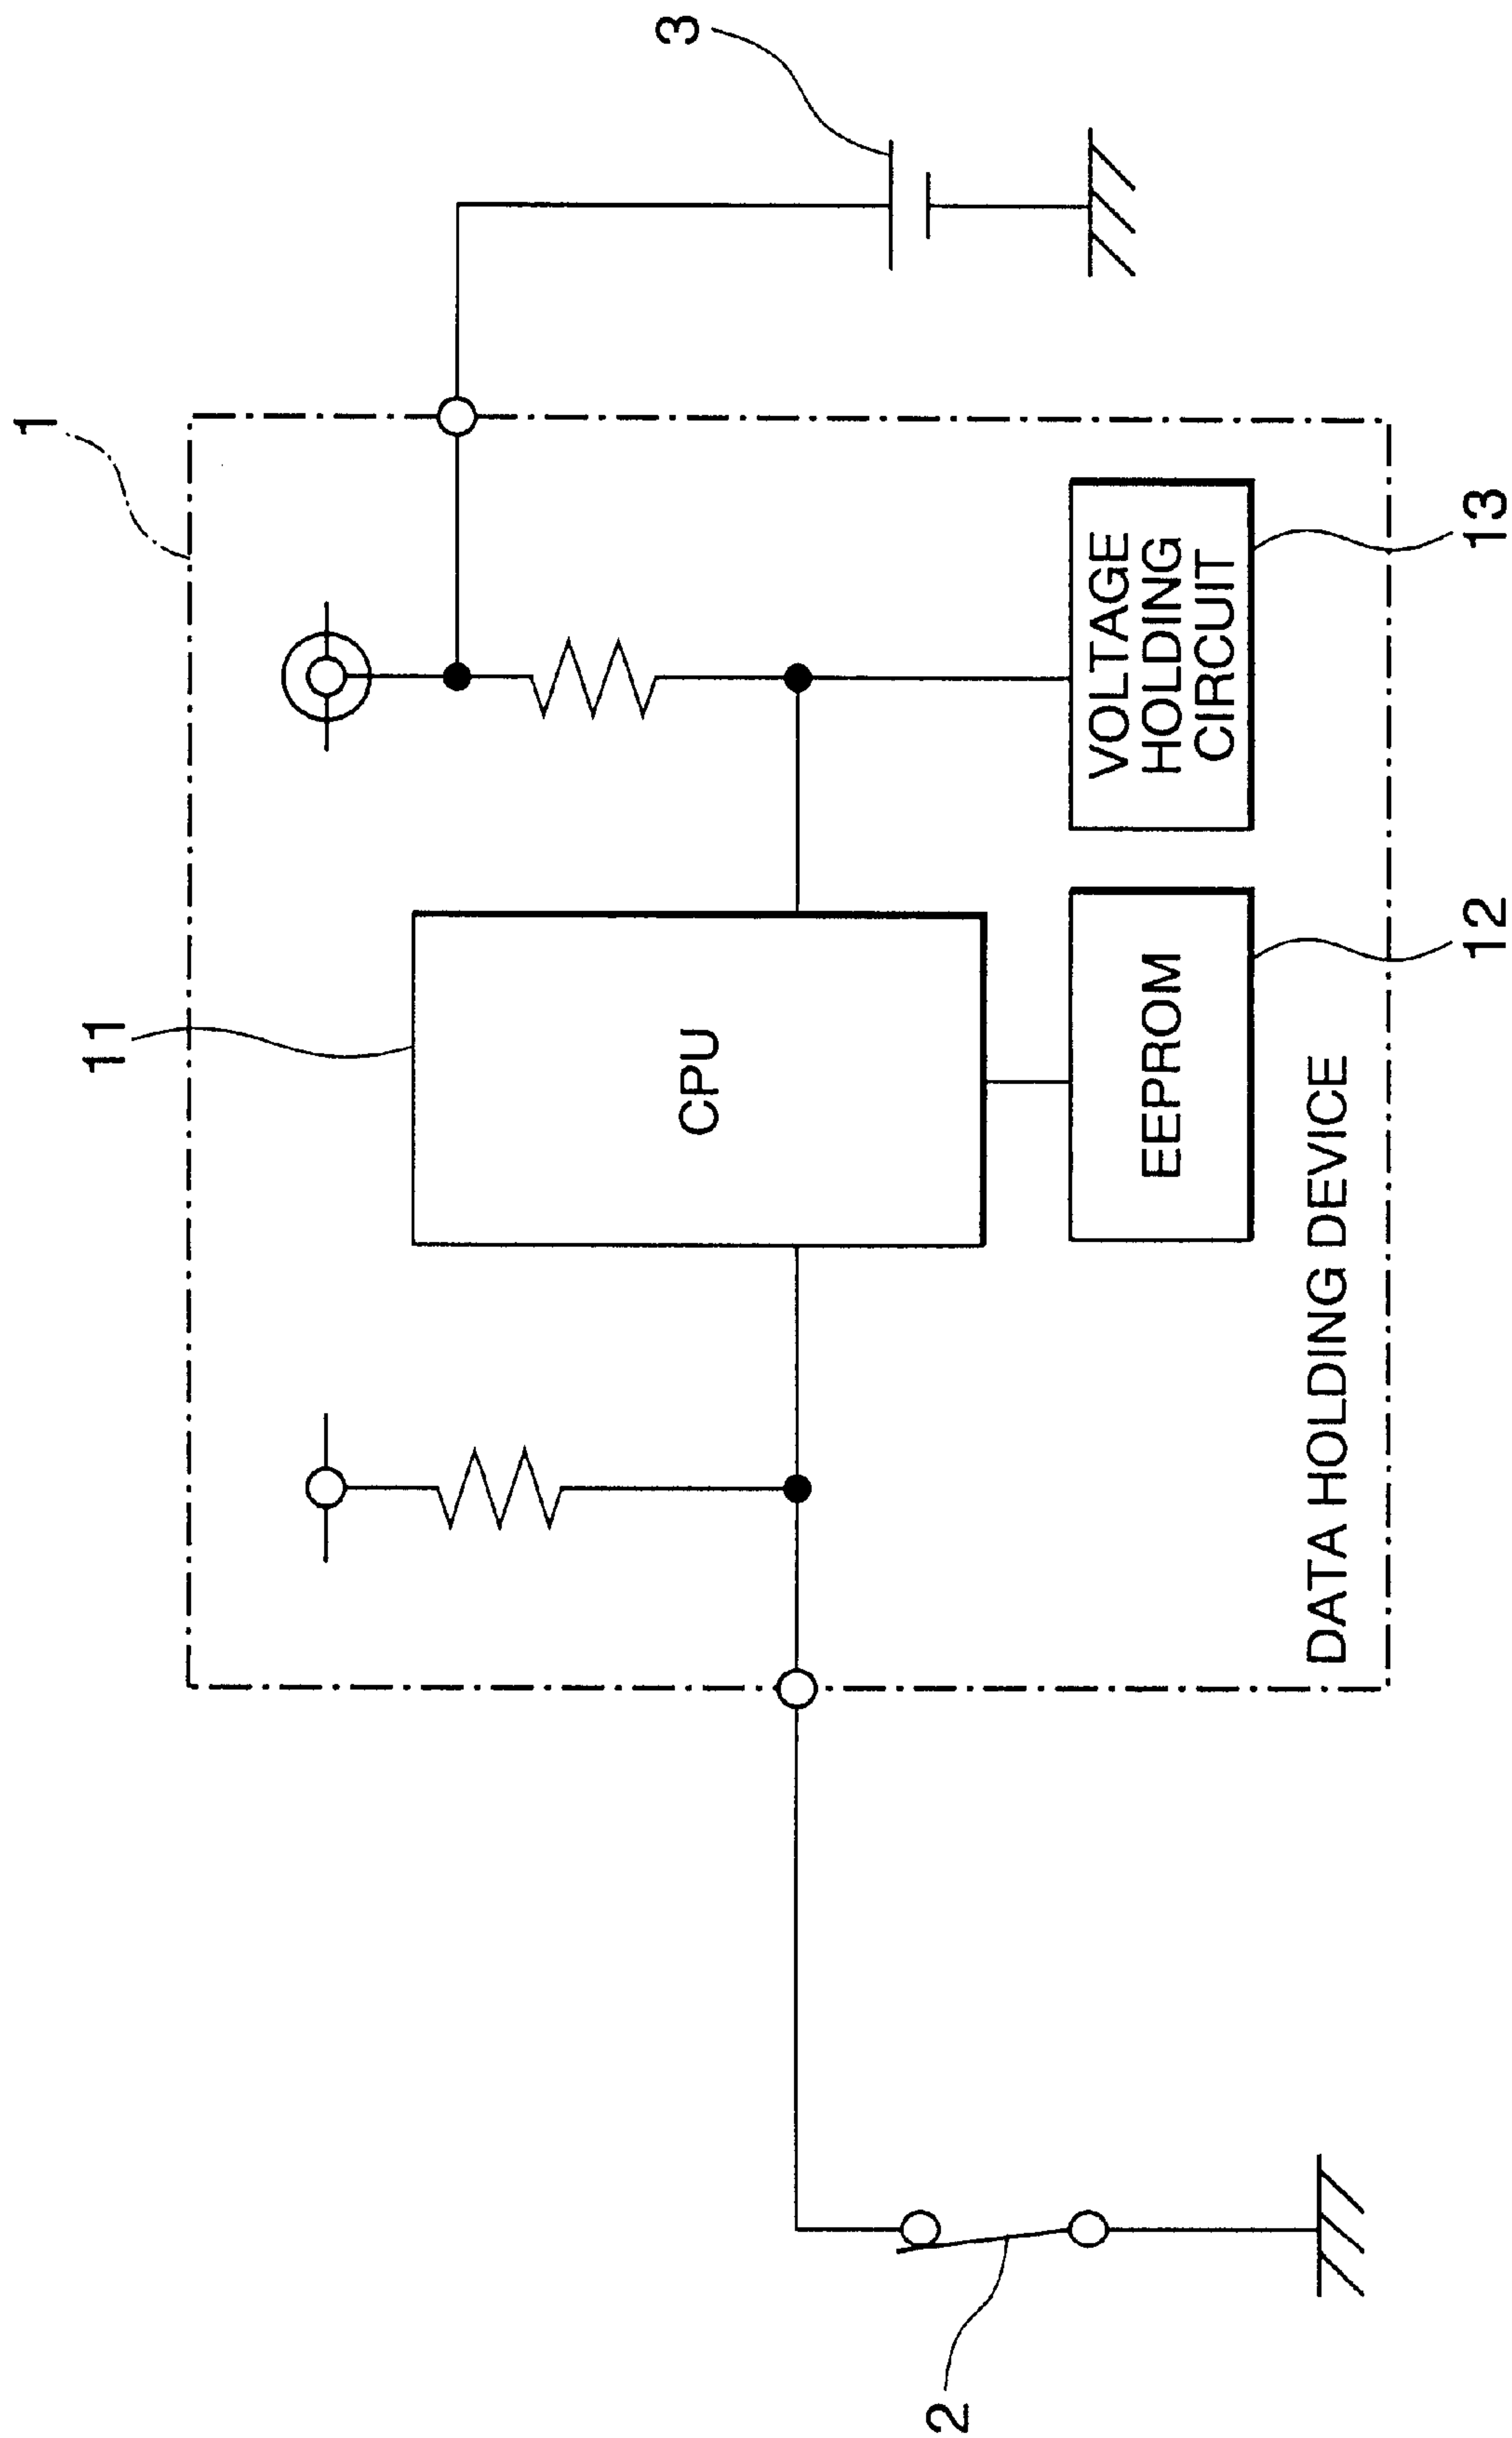 1
3
11
CPU
VOLTAGE
HOLDING
CIRCUIT
13
EEPROM
12
DATA HOLDING DEVICE
2